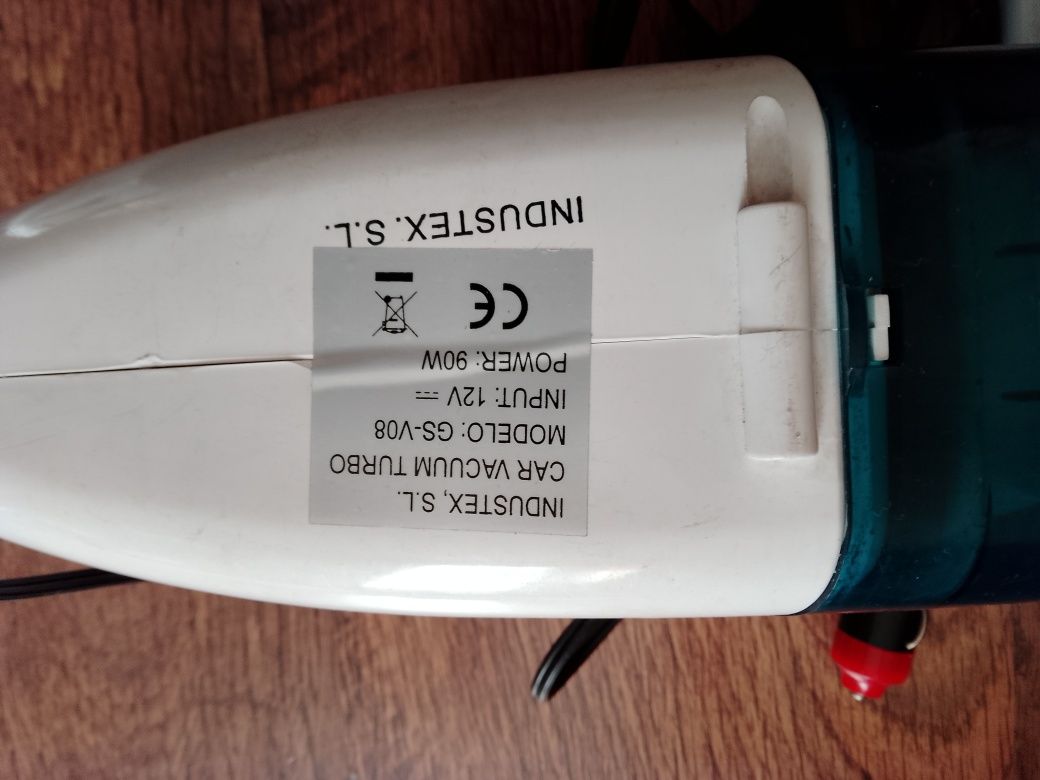 INDUSTEX, S.L.
CAR VACUUM TURBO
MODELO: GS-V08
INPUT: 12V ⎓
POWER: 90W
CE
INDUSTEX. S.L.